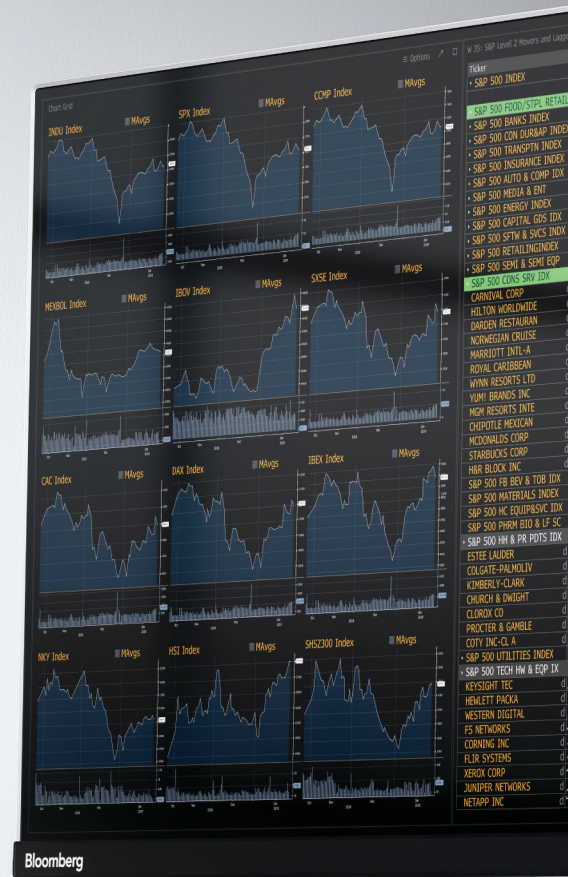 Options
W 35: S&P Level 2 Movers and Lagg
Chart Grid
INDU Index
MAvgs
SPX Index
MAvgs
CCMP Index
MAvgs
MEXBOL Index
MAvgs
IBOV Index
MAvgs
SX5E Index
MAvgs
CAC Index
MAvgs
DAX Index
MAvgs
IBEX Index
MAvgs
NKY Index
MAvgs
HSI Index
MAvgs
SHSZ300 Index
MAvgs
Ticker
S&P 500 INDEX
S&P 500 FOOD/STPL RETAIL
S&P 500 BANKS INDEX
S&P 500 CON DUR&AP INDEX
S&P 500 TRANSPTN INDEX
S&P 500 INSURANCE INDEX
S&P 500 AUTO & COMP IDX
S&P 500 MEDIA & ENT
S&P 500 ENERGY INDEX
S&P 500 CAPITAL GDS IDX
S&P 500 SFTW & SVCS INDX
S&P 500 RETAILINGINDEX
S&P 500 SEMI & SEMI EQP
S&P 500 CONS SRV IDX
CARNIVAL CORP
HILTON WORLDWIDE
DARDEN RESTAURAN
NORWEGIAN CRUISE
MARRIOTT INTL-A
ROYAL CARIBBEAN
WYNN RESORTS LTD
YUM! BRANDS INC
MGM RESORTS INTE
CHIPOTLE MEXICAN
MCDONALDS CORP
STARBUCKS CORP
H&R BLOCK INC
S&P 500 FB BEV & TOB IDX
S&P 500 MATERIALS INDEX
S&P 500 HC EQUIP&SVC IDX
S&P 500 PHRM BIO & LF SC
S&P 500 HH & PR PDTS IDX
ESTEE LAUDER
COLGATE-PALMOLIV
KIMBERLY-CLARK
CHURCH & DWIGHT
CLOROX CO
PROCTER & GAMBLE
COTY INC-CL A
S&P 500 UTILITIES INDEX
S&P 500 TECH HW & EQP IX
KEYSIGHT TEC
HEWLETT PACKA
WESTERN DIGITAL
F5 NETWORKS
CORNING INC
FLIR SYSTEMS
XEROX CORP
JUNIPER NETWORKS
NETAPP INC
Bloomberg